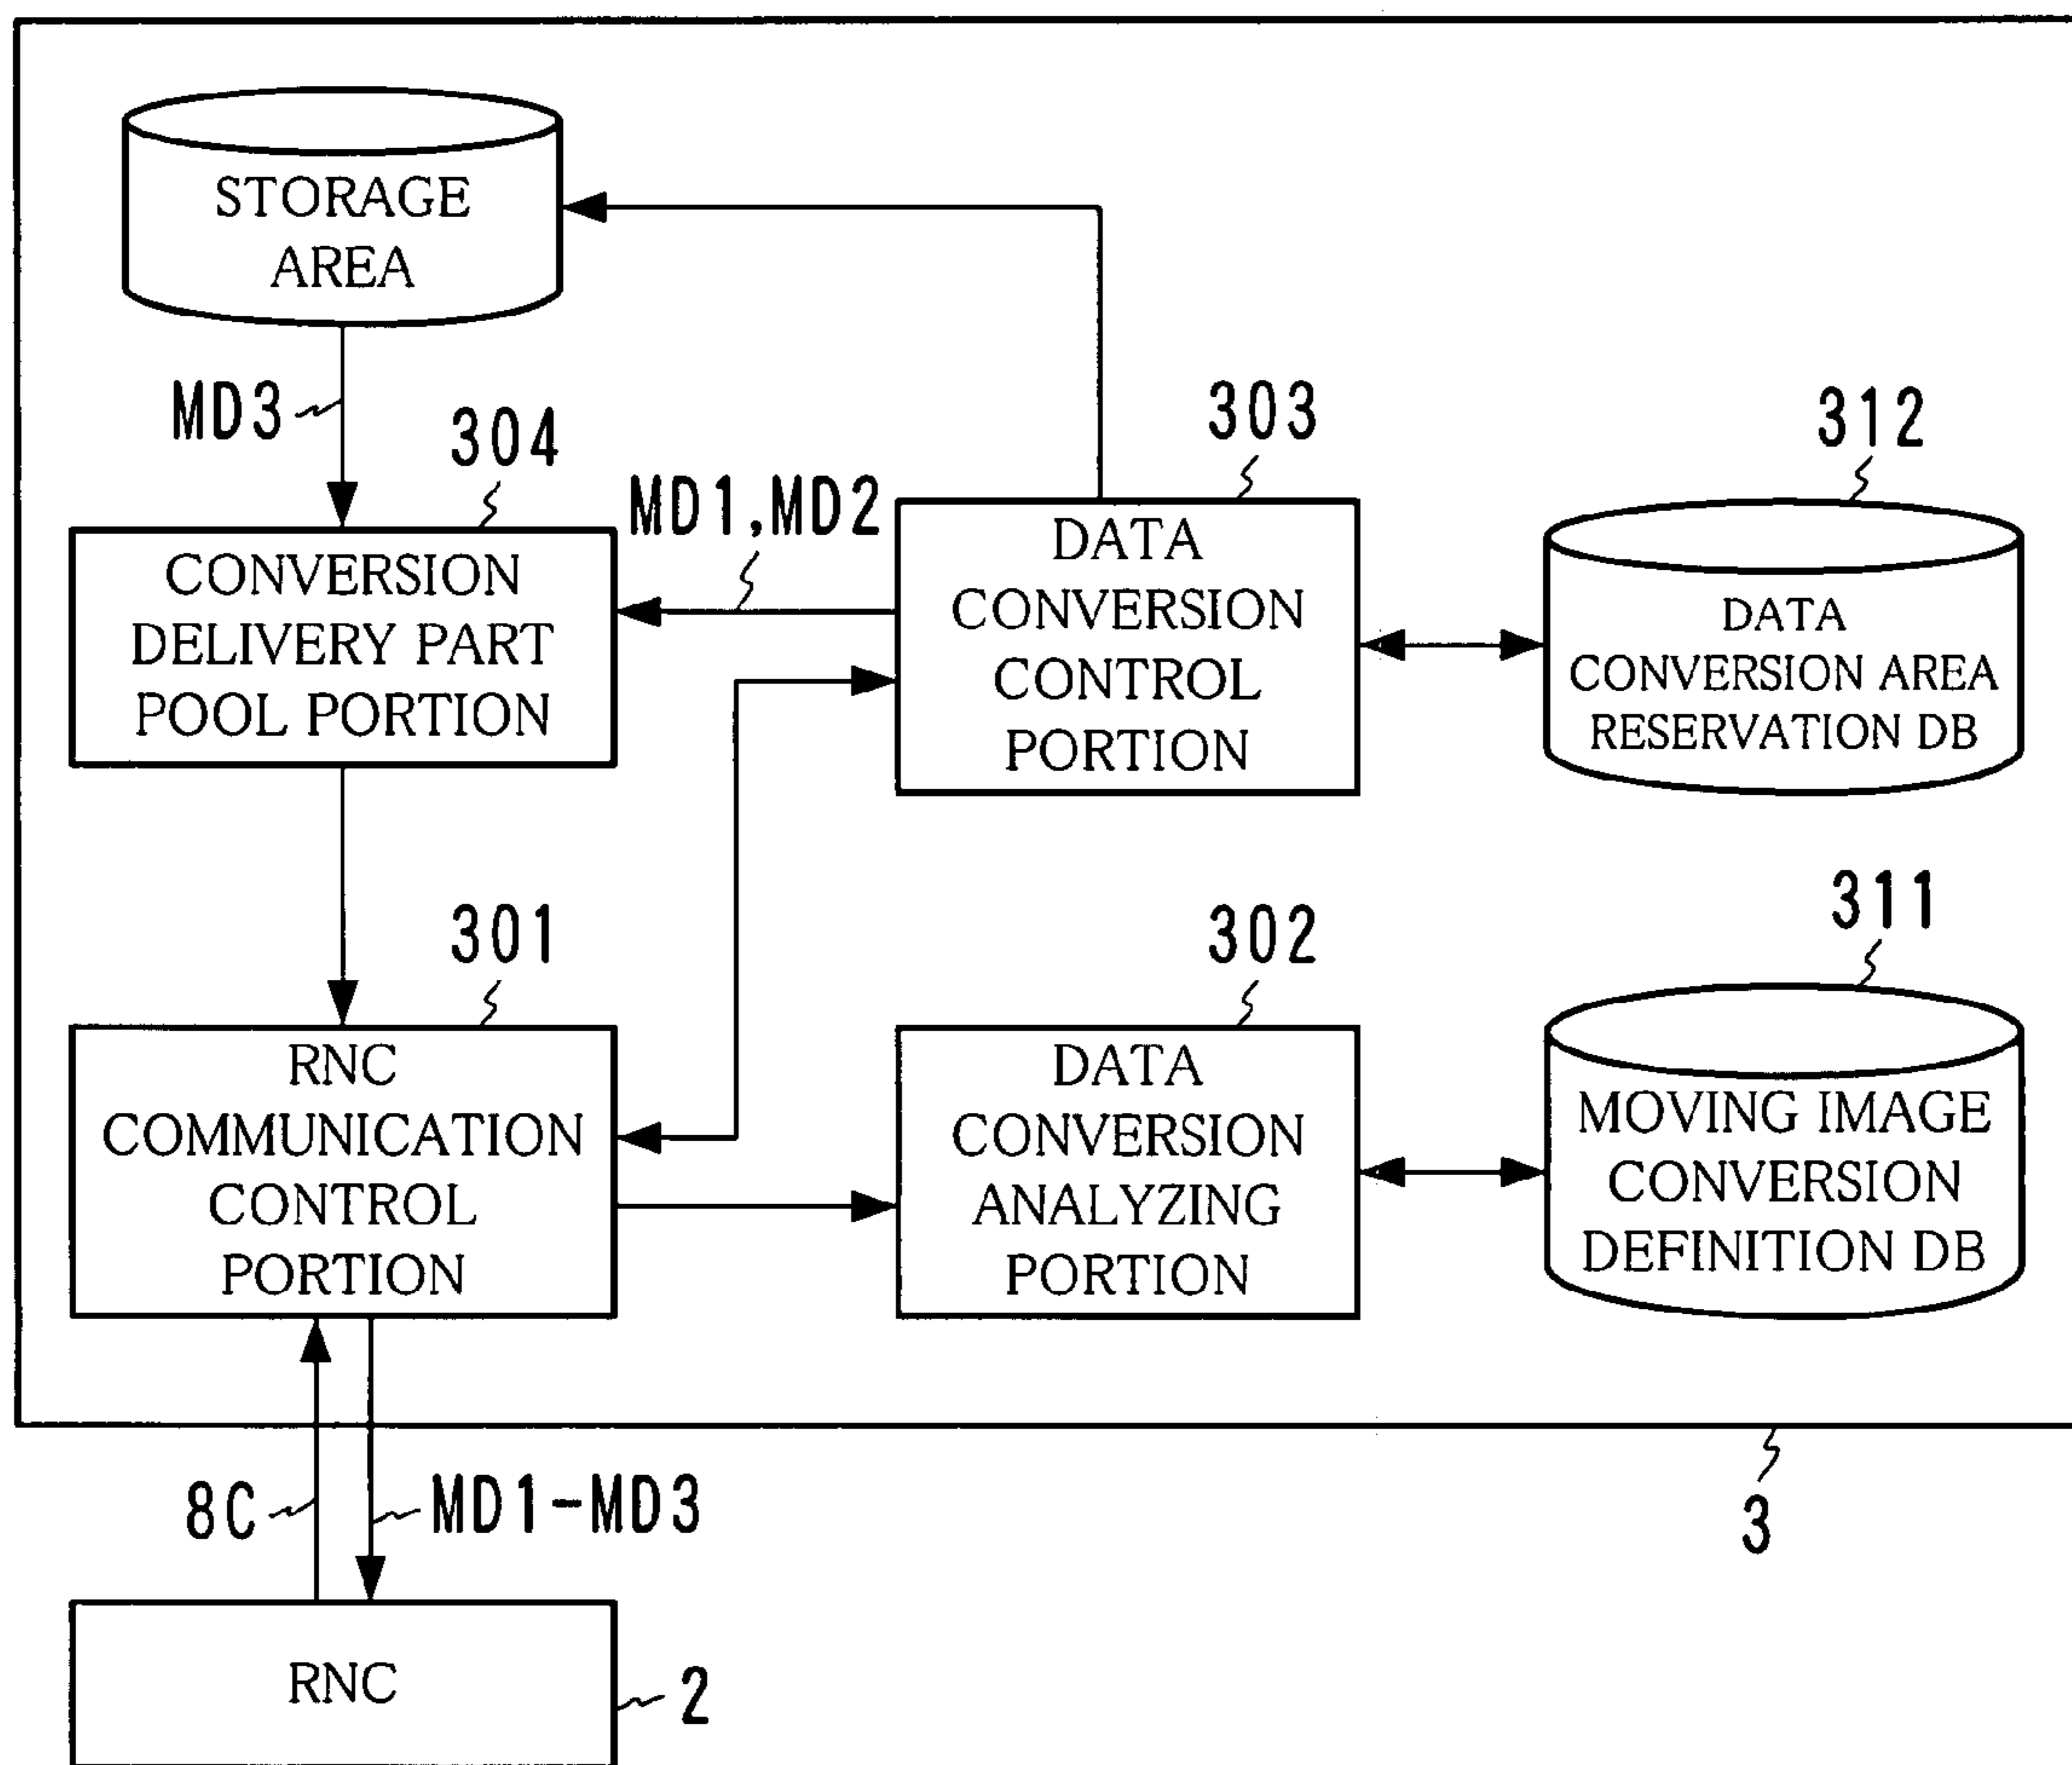 STORAGE
AREA
MD3
304
303
312
MD1,MD2
CONVERSION
DELIVERY PART
POOL PORTION
DATA
CONVERSION
CONTROL
PORTION
DATA
CONVERSION AREA
RESERVATION DB
301
302
311
RNC
COMMUNICATION
CONTROL
PORTION
DATA
CONVERSION
ANALYZING
PORTION
MOVING IMAGE
CONVERSION
DEFINITION DB
8C
MD1-MD3
3
RNC
2